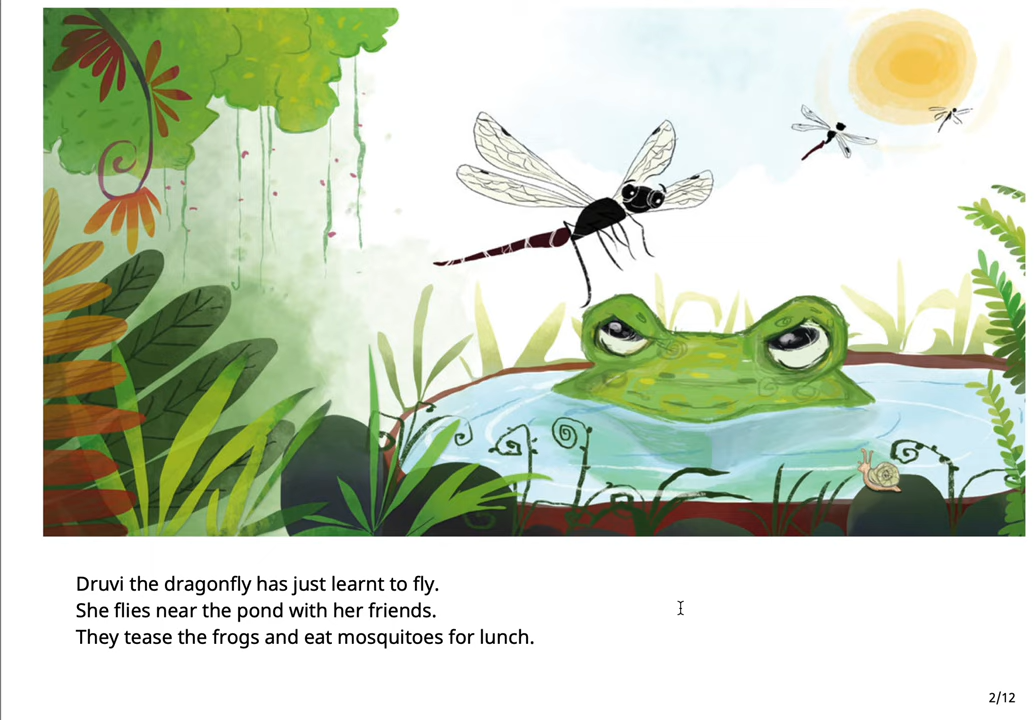 Druvi the dragonfly has just learnt to fly.
She flies near the pond with her friends.
They tease the frogs and eat mosquitoes for lunch.
2/12